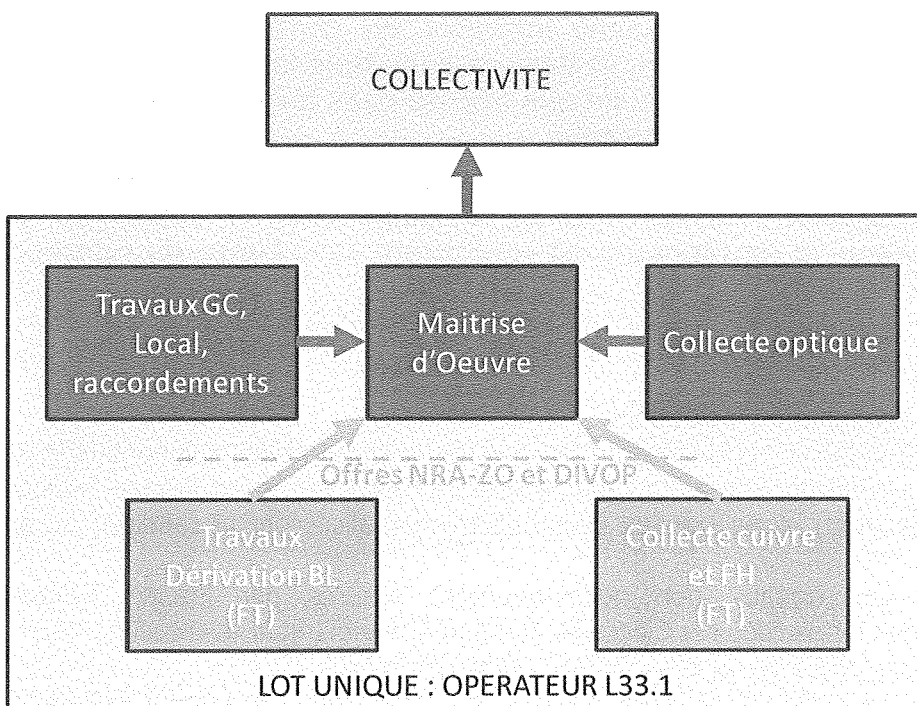 COLLECTIVITE
Travaux GC,
Local,
raccordements
Maitrise
d'Oeuvre
Collecte optique
Offres NRA-ZO et DIVOP
Travaux
Dérivation BL
(FT)
Collecte cuivre
et FH
(FT)
LOT UNIQUE : OPERATEUR L33.1